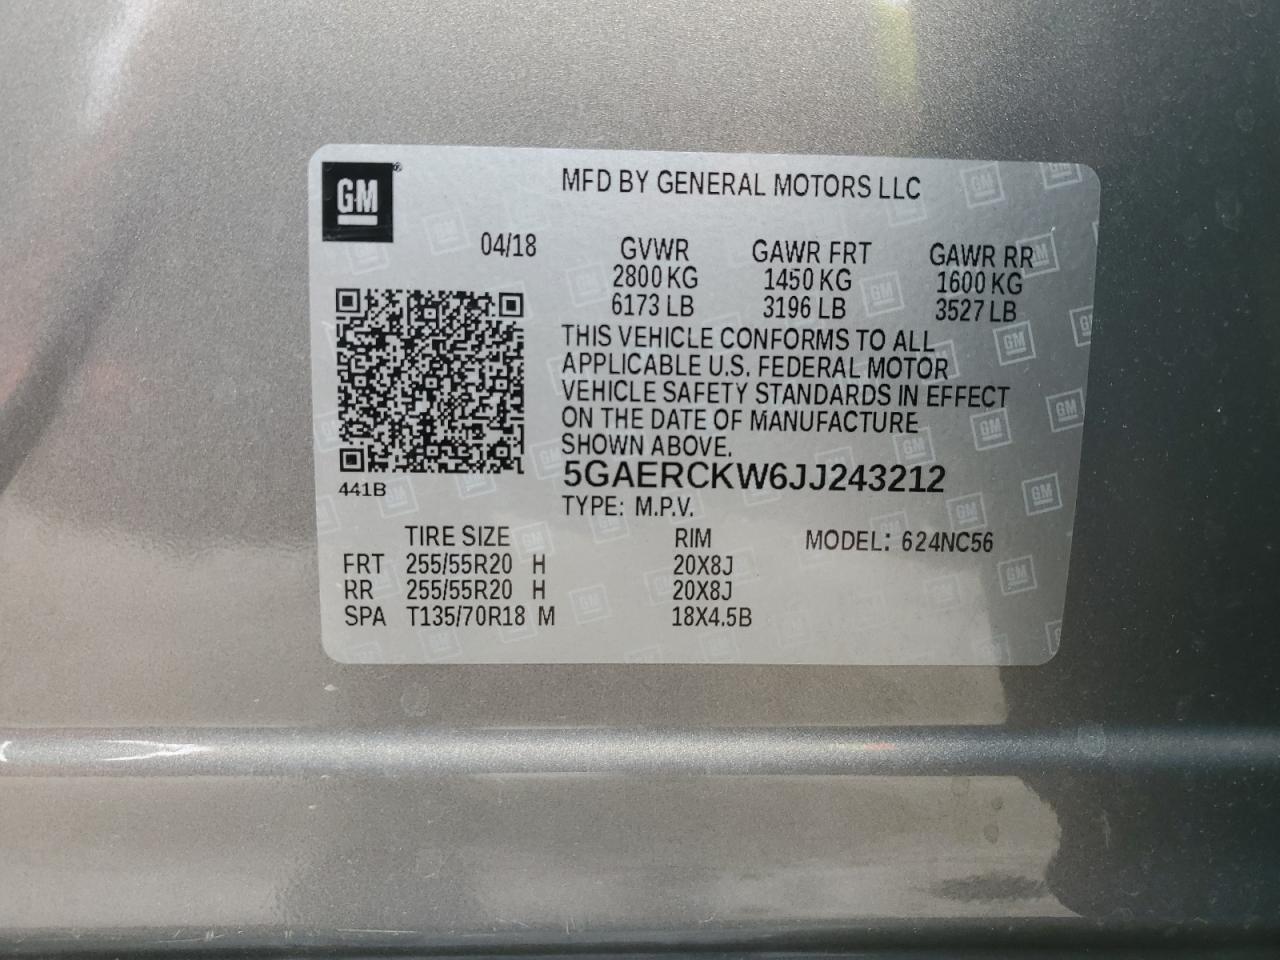 GM
MFD BY GENERAL MOTORS LLC
04/18 GVWR GAWR FRT GAWR RR
2800 KG 1450 KG 1600 KG
6173 LB 3196 LB 3527 LB
THIS VEHICLE CONFORMS TO ALL
APPLICABLE U.S. FEDERAL MOTOR
VEHICLE SAFETY STANDARDS IN EFFECT
ON THE DATE OF MANUFACTURE
SHOWN ABOVE.
5GAERCKW6JJ243212
441B
TYPE: M.P.V.
TIRE SIZE RIM MODEL: 624NC56
FRT 255/55R20 H 20X8J
RR 255/55R20 H 20X8J
SPA T135/70R18 M 18X4.5B